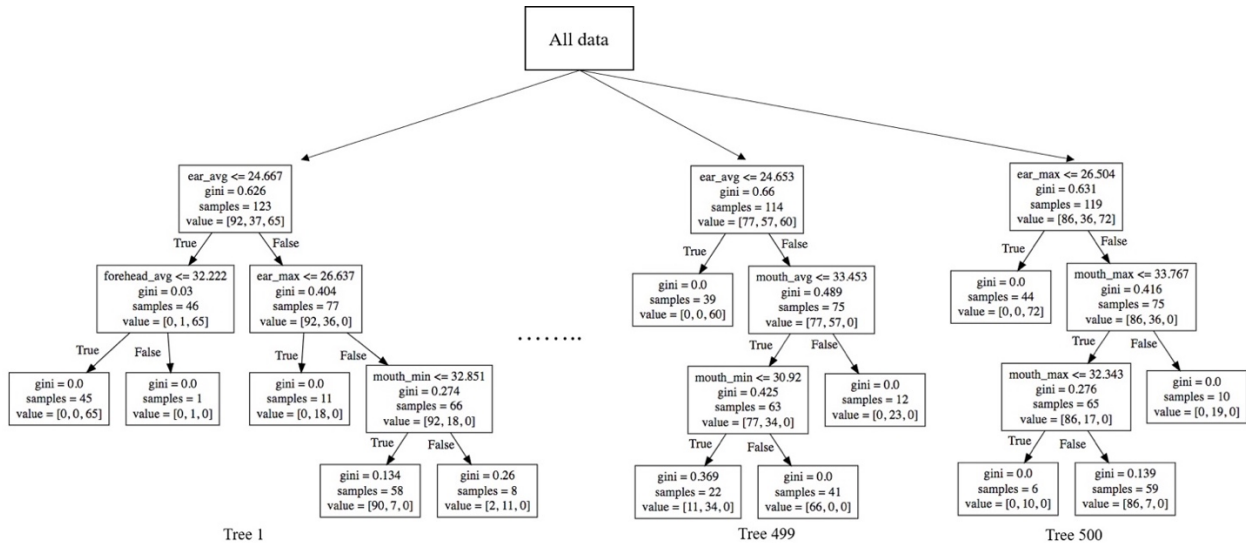 All data
ear_avg <= 24.667
gini = 0.626
samples = 123
value = [92, 37, 65]
True
False
forehead_avg <= 32.222
gini = 0.03
samples = 46
value = [0, 1, 65]
ear_max <= 26.637
gini = 0.404
samples = 77
value = [92, 36, 0]
True
False
True
False
gini = 0.0
samples = 45
value = [0, 0, 65]
gini = 0.0
samples = 1
value = [0, 1, 0]
gini = 0.0
samples = 11
value = [0, 18, 0]
mouth_min <= 32.851
gini = 0.274
samples = 66
value = [92, 18, 0]
True
False
gini = 0.134
samples = 58
value = [90, 7, 0]
gini = 0.26
samples = 8
value = [2, 11, 0]
Tree 1
........
ear_avg <= 24.653
gini = 0.66
samples = 114
value = [77, 57, 60]
True
False
gini = 0.0
samples = 39
value = [0, 0, 60]
mouth_avg <= 33.453
gini = 0.489
samples = 75
value = [77, 57, 0]
True
False
mouth_min <= 30.92
gini = 0.425
samples = 63
value = [77, 34, 0]
gini = 0.0
samples = 12
value = [0, 23, 0]
True
False
gini = 0.369
samples = 22
value = [11, 34, 0]
gini = 0.0
samples = 41
value = [66, 0, 0]
Tree 499
ear_max <= 26.504
gini = 0.631
samples = 119
value = [86, 36, 72]
True
False
gini = 0.0
samples = 44
value = [0, 0, 72]
mouth_max <= 33.767
gini = 0.416
samples = 75
value = [86, 36, 0]
True
False
mouth_max <= 32.343
gini = 0.276
samples = 65
value = [86, 17, 0]
gini = 0.0
samples = 10
value = [0, 19, 0]
True
False
gini = 0.0
samples = 6
value = [0, 10, 0]
gini = 0.139
samples = 59
value = [86, 7, 0]
Tree 500